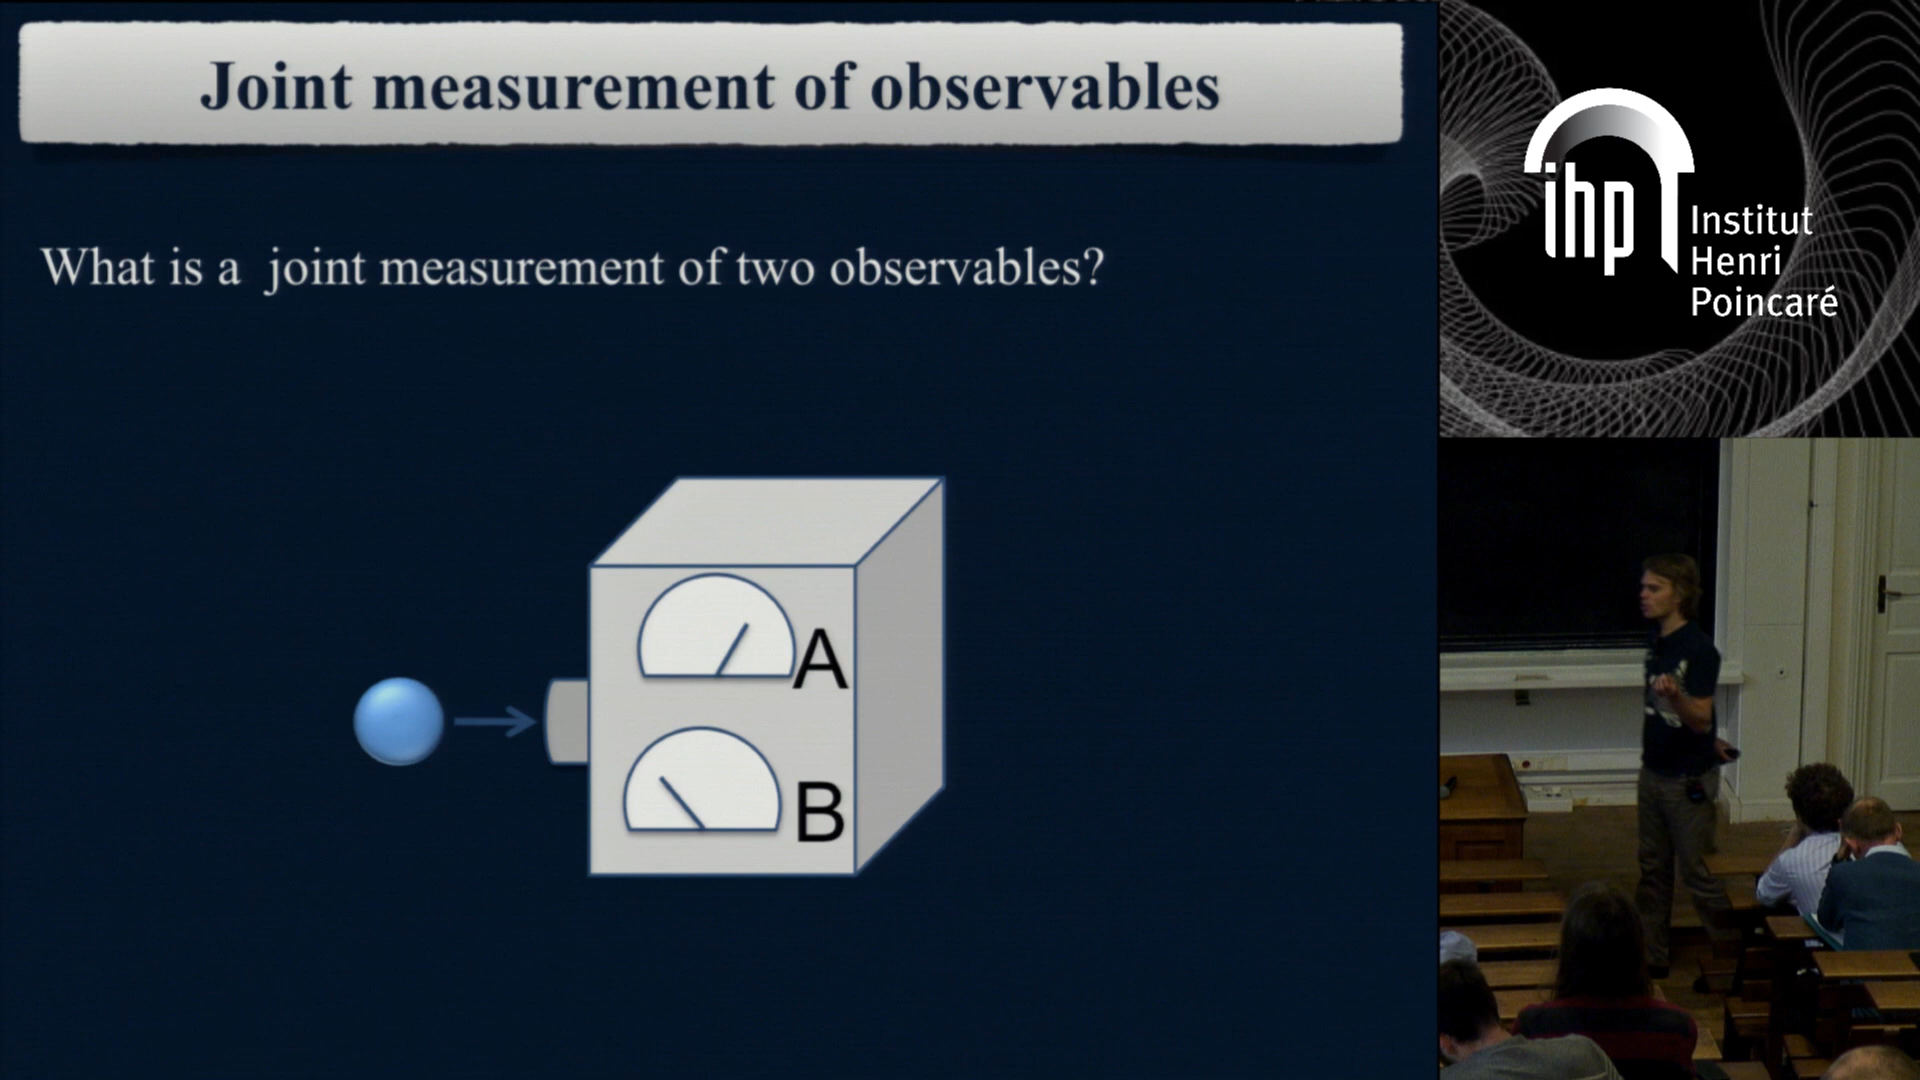 Joint measurement of observables
What is a joint measurement of two observables?
A
B
ihp
Institut
Henri
Poincaré